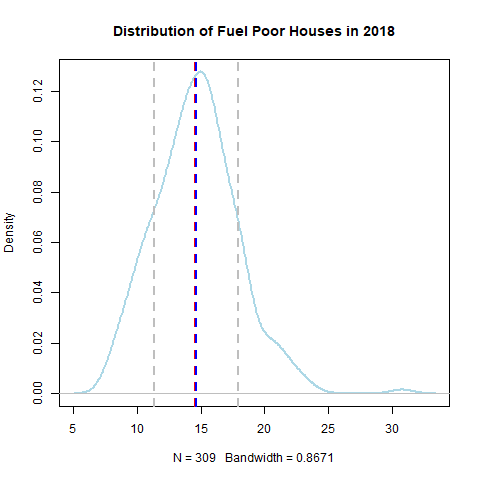 Distribution of Fuel Poor Houses in 2018
Density
0.12
0.10
0.08
0.06
0.04
0.02
0.00
5 10 15 20 25 30
N = 309 Bandwidth = 0.8671